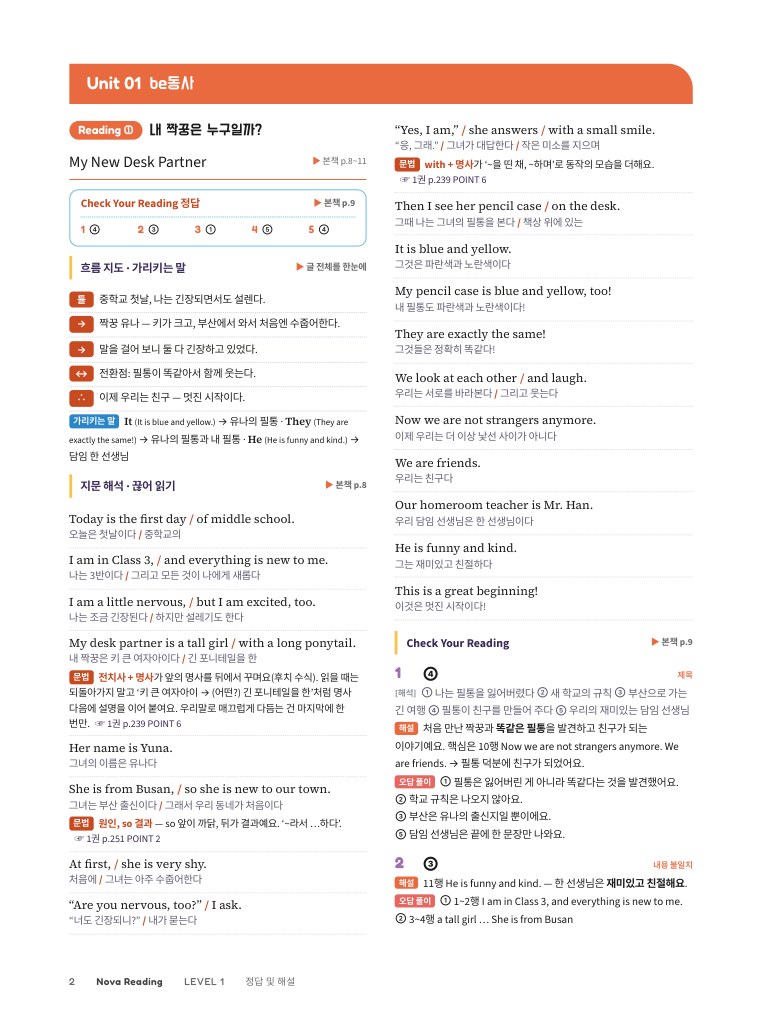 Unit 01 be동사
Reading ① 내 짝꿍은 누구일까?
My New Desk Partner ▶ 본책 p.8~11
Check Your Reading 정답 ▶ 본책 p.9
1 ④ 2 ③ 3 ① 4 ⑤ 5 ④
흐름 지도 · 가리키는 말 ▶ 글 전체를 한눈에
틀 중학교 첫날, 나는 긴장되면서도 설렌다.
→ 짝꿍 유나 — 키가 크고, 부산에서 와서 처음엔 수줍어한다.
→ 말을 걸어 보니 둘 다 긴장하고 있었다.
↔ 전환점: 필통이 똑같아서 함께 웃는다.
∴ 이제 우리는 친구 — 멋진 시작이다.
가리키는 말 It (It is blue and yellow.) → 유나의 필통 · They (They are
exactly the same!) → 유나의 필통과 내 필통 · He (He is funny and kind.) →
담임 한 선생님
지문 해석 · 끊어 읽기 ▶ 본책 p.8
Today is the first day / of middle school.
오늘은 첫날이다 / 중학교의
I am in Class 3, / and everything is new to me.
나는 3반이다 / 그리고 모든 것이 나에게 새롭다
I am a little nervous, / but I am excited, too.
나는 조금 긴장된다 / 하지만 설레기도 한다
My desk partner is a tall girl / with a long ponytail.
내 짝꿍은 키 큰 여자아이다 / 긴 포니테일을 한
문법 전치사 + 명사가 앞의 명사를 뒤에서 꾸며요(후치 수식). 읽을 때는
되돌아가지 말고 ‘키 큰 여자아이 → (어떤?) 긴 포니테일을 한’처럼 명사
다음에 설명을 이어 붙여요. 우리말로 매끄럽게 다듬는 건 마지막에 한
번만. ☞ 1권 p.239 POINT 6
Her name is Yuna.
그녀의 이름은 유나다
She is from Busan, / so she is new to our town.
그녀는 부산 출신이다 / 그래서 우리 동네가 처음이다
문법 원인, so 결과 — so 앞이 까닭, 뒤가 결과예요. ‘~라서 …하다’.
☞ 1권 p.251 POINT 2
At first, / she is very shy.
처음에 / 그녀는 아주 수줍어한다
“Are you nervous, too?” / I ask.
“너도 긴장되니?” / 내가 묻는다
“Yes, I am,” / she answers / with a small smile.
“응, 그래.” / 그녀가 대답한다 / 작은 미소를 지으며
문법 with + 명사가 ‘~을 띤 채, ~하며’로 동작의 모습을 더해요.
☞ 1권 p.239 POINT 6
Then I see her pencil case / on the desk.
그때 나는 그녀의 필통을 본다 / 책상 위에 있는
It is blue and yellow.
그것은 파란색과 노란색이다
My pencil case is blue and yellow, too!
내 필통도 파란색과 노란색이다!
They are exactly the same!
그것들은 정확히 똑같다!
We look at each other / and laugh.
우리는 서로를 바라본다 / 그리고 웃는다
Now we are not strangers anymore.
이제 우리는 더 이상 낯선 사이가 아니다
We are friends.
우리는 친구다
Our homeroom teacher is Mr. Han.
우리 담임 선생님은 한 선생님이다
He is funny and kind.
그는 재미있고 친절하다
This is a great beginning!
이것은 멋진 시작이다!
Check Your Reading ▶ 본책 p.9
1 ④ 제목
[해석] ① 나는 필통을 잃어버렸다 ② 새 학교의 규칙 ③ 부산으로 가는
긴 여행 ④ 필통이 친구를 만들어 주다 ⑤ 우리의 재미있는 담임 선생님
해설 처음 만난 짝꿍과 똑같은 필통을 발견하고 친구가 되는
이야기예요. 핵심은 10행 Now we are not strangers anymore. We
are friends. → 필통 덕분에 친구가 되었어요.
오답 풀이 ① 필통은 잃어버린 게 아니라 똑같다는 것을 발견했어요.
② 학교 규칙은 나오지 않아요.
③ 부산은 유나의 출신지일 뿐이에요.
⑤ 담임 선생님은 끝에 한 문장만 나와요.
2 ③ 내용 불일치
해설 11행 He is funny and kind. — 한 선생님은 재미있고 친절해요.
오답 풀이 ① 1~2행 I am in Class 3, and everything is new to me.
② 3~4행 a tall girl … She is from Busan
2 Nova Reading LEVEL 1 정답 및 해설